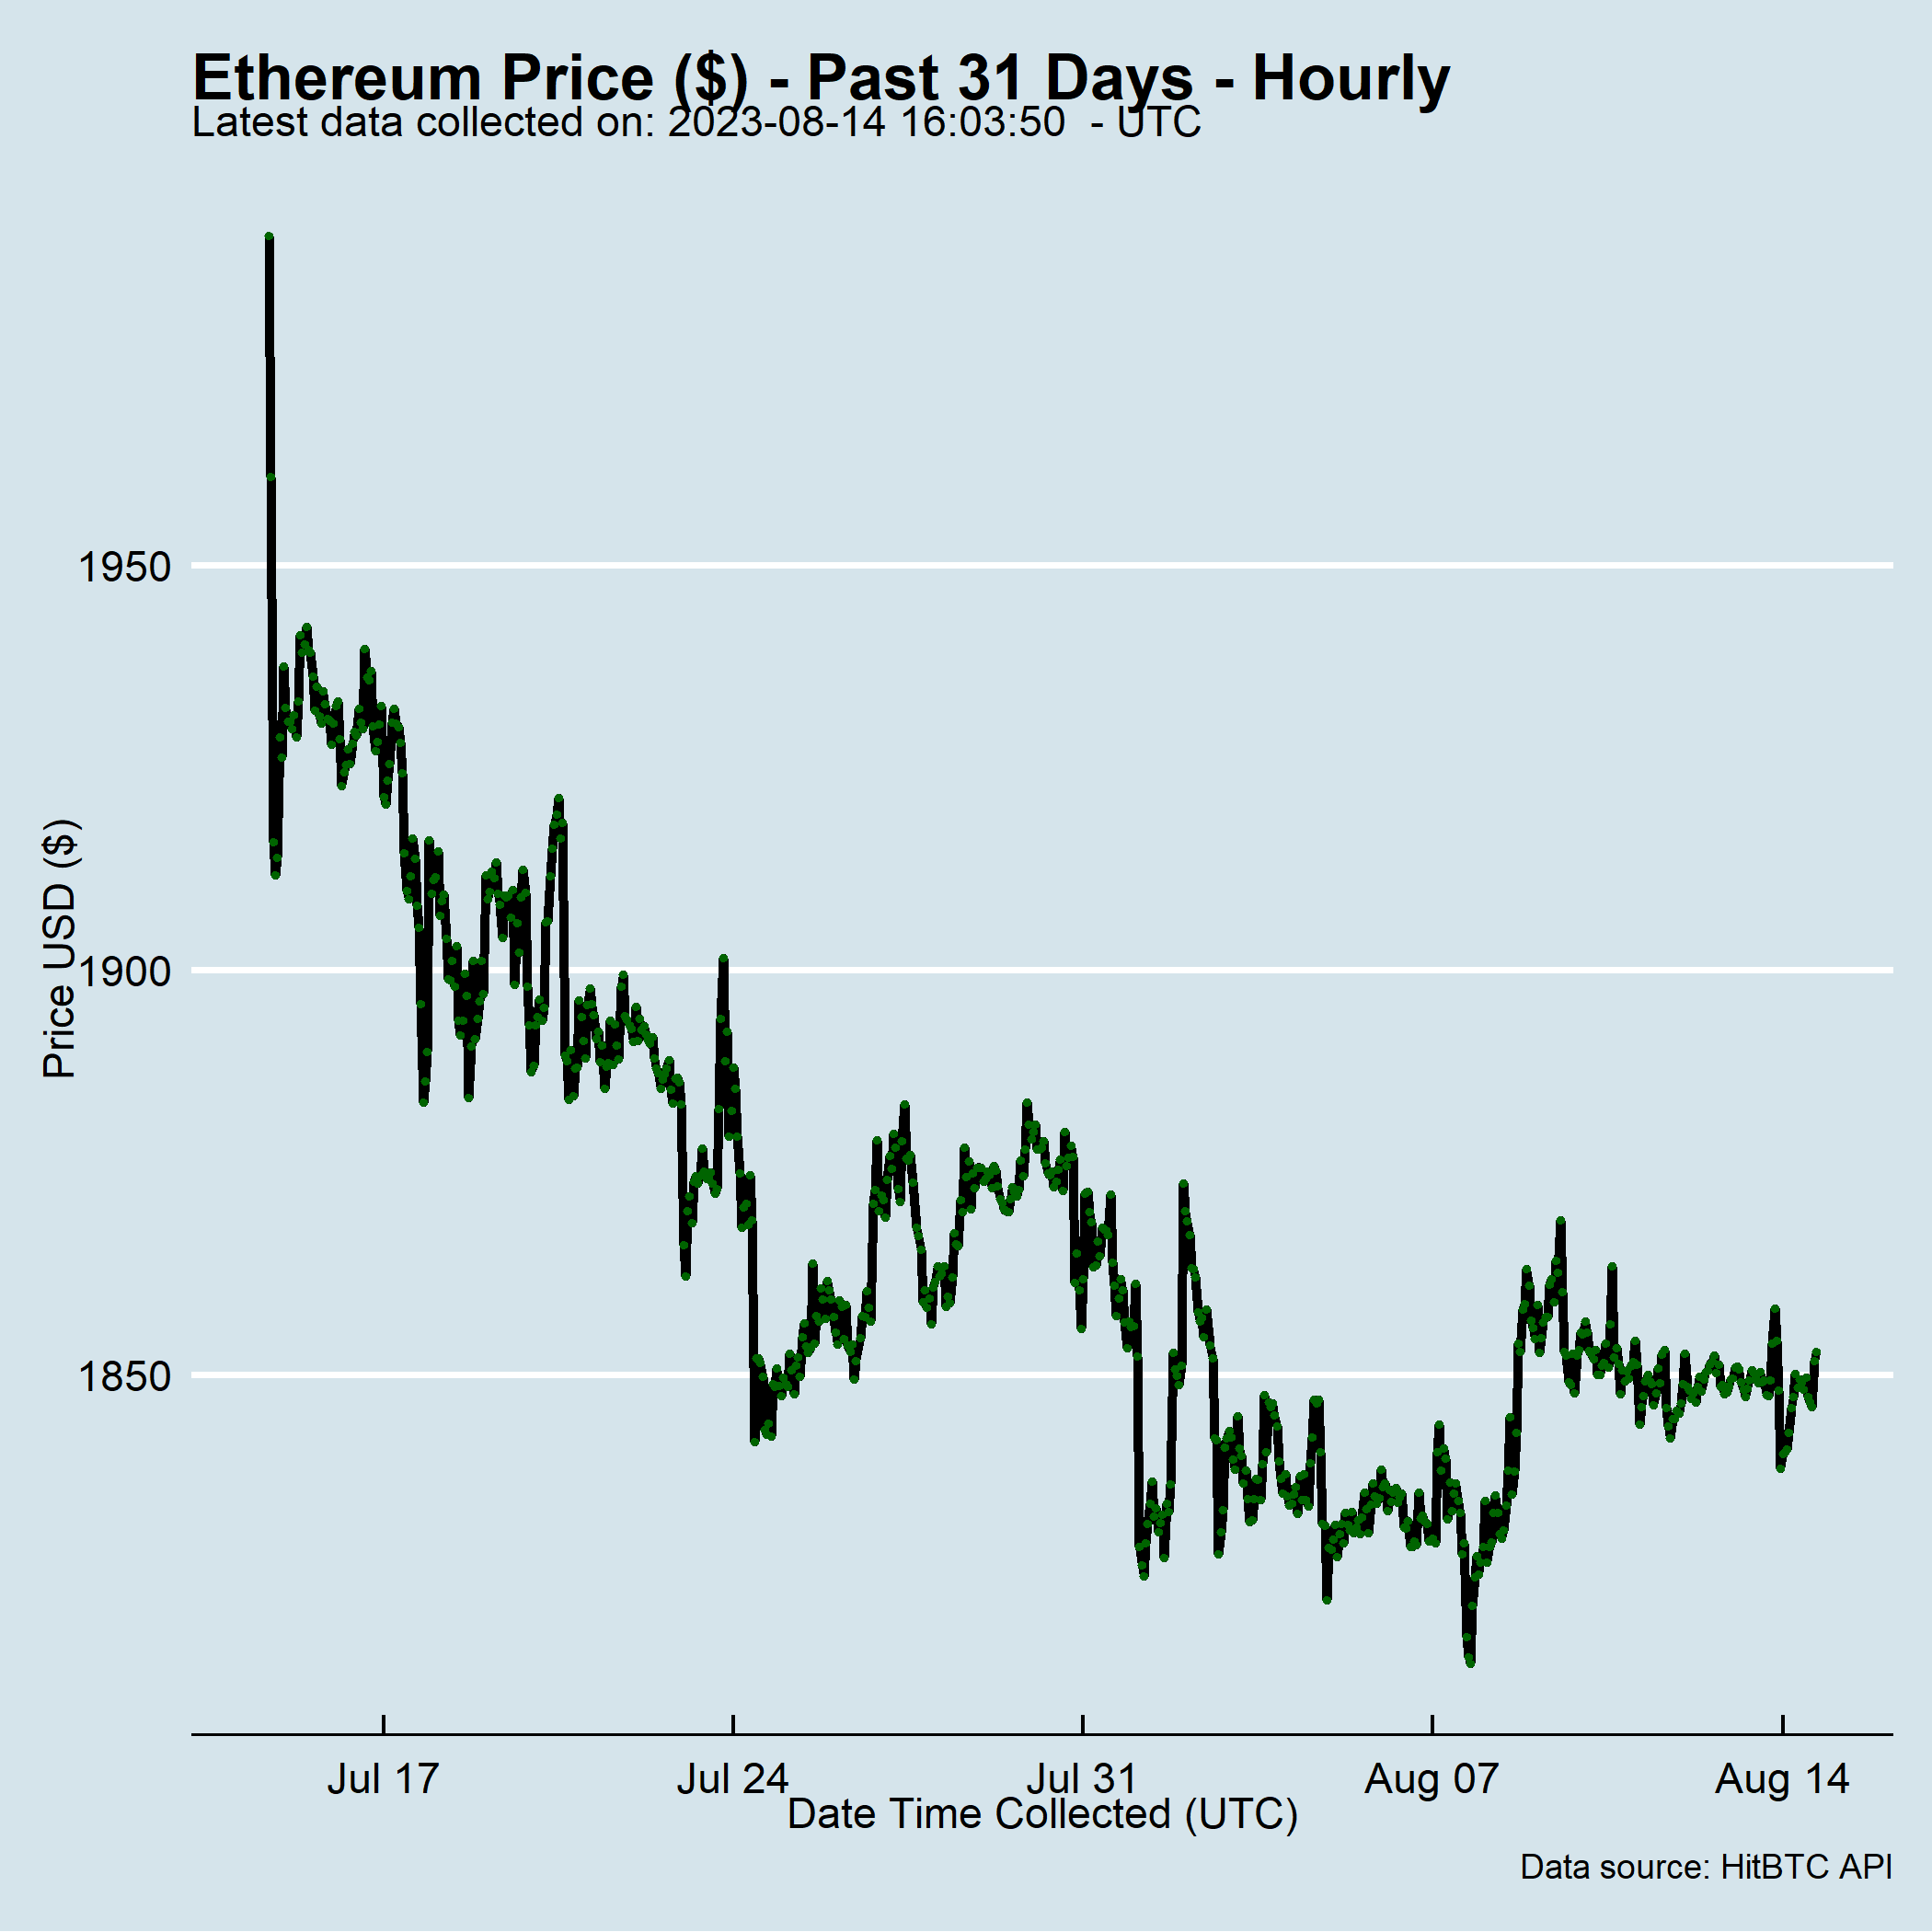 Ethereum Price ($) - Past 31 Days - Hourly
Latest data collected on: 2023-08-14 16:03:50  - UTC
Price USD ($)
1950
1900
1850
Jul 17
Jul 24
Jul 31
Aug 07
Aug 14
Date Time Collected (UTC)
Data source: HitBTC API